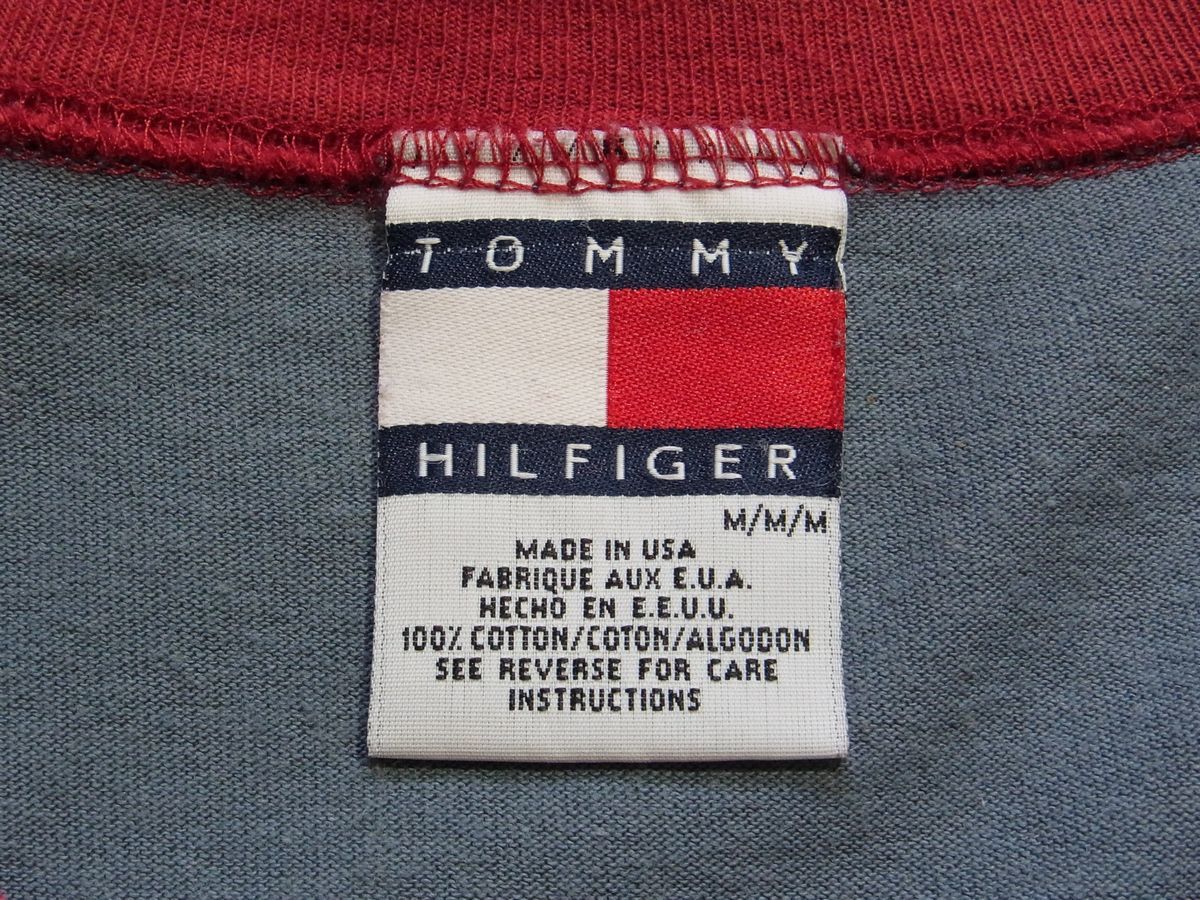 TOMMY
HILFIGER
M/M/M
MADE IN USA
FABRIQUE AUX E.U.A.
HECHO EN E.E.U.U.
100% COTTON/COTON/ALGODON
SEE REVERSE FOR CARE
INSTRUCTIONS